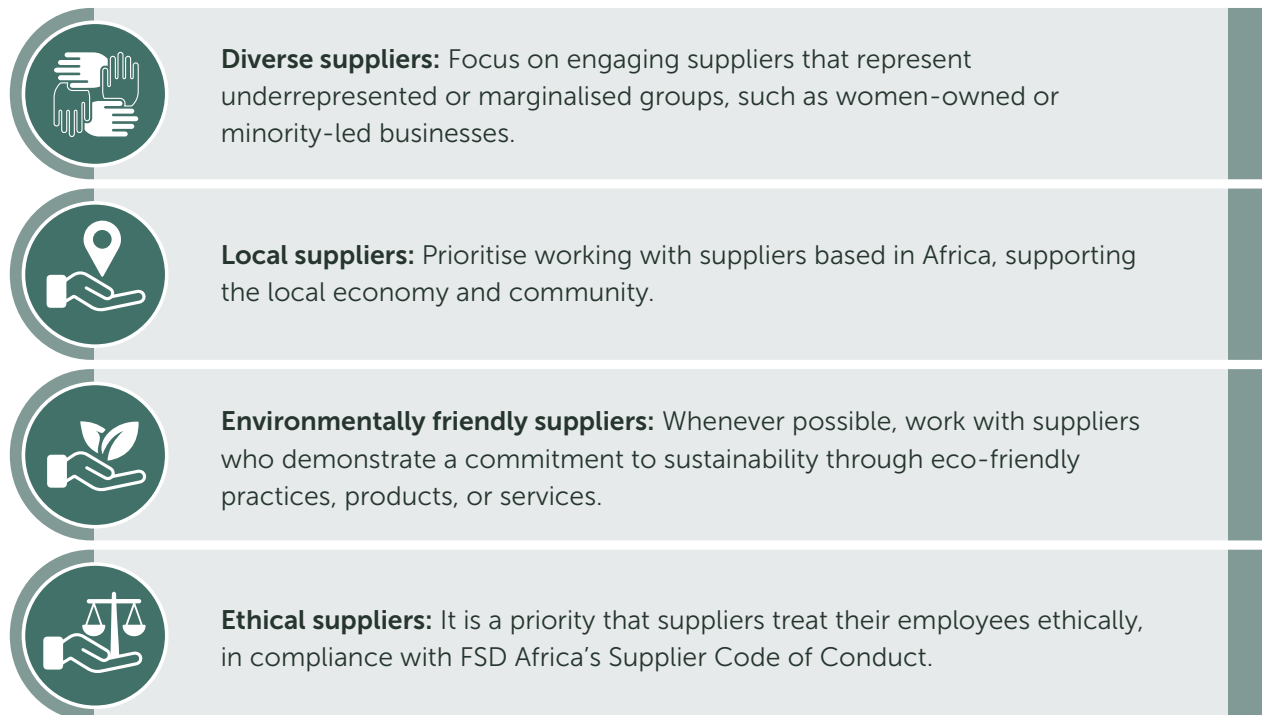 Diverse suppliers: Focus on engaging suppliers that represent
underrepresented or marginalised groups, such as women-owned or
minority-led businesses.
Local suppliers: Prioritise working with suppliers based in Africa, supporting
the local economy and community.
Environmentally friendly suppliers: Whenever possible, work with suppliers
who demonstrate a commitment to sustainability through eco-friendly
practices, products, or services.
Ethical suppliers: It is a priority that suppliers treat their employees ethically,
in compliance with FSD Africa’s Supplier Code of Conduct.